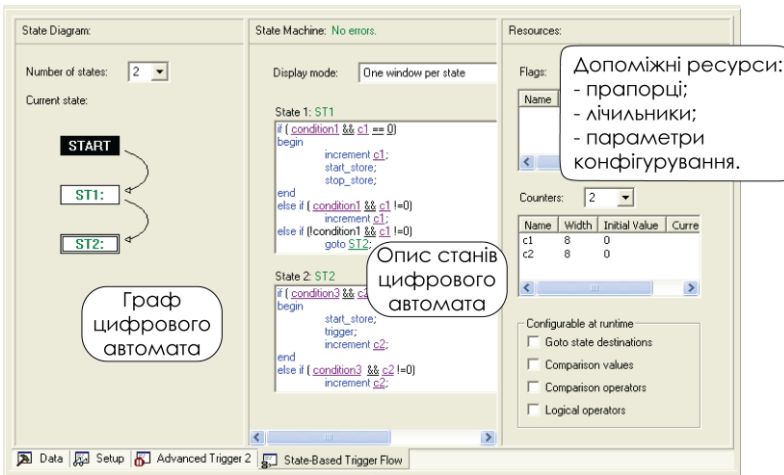 State Diagram:
Number of states: 2
Current state:
START
ST1:
ST2:
Граф
цифрового
автомата
State Machine: No errors.
Display mode: One window per state
State 1: ST1
if ( condition1 && c1 == 0)
begin
increment c1;
start_store;
stop_store;
end
else if ( condition1 && c1 !=0)
increment c1;
else if (!condition1 && c1 !=0)
goto ST2;
State 2: ST2
if ( condition3 && c2
begin
start_store;
trigger;
increment c2;
end
else if ( condition3 && c2 !=0)
increment c2;
Опис станів
цифрового
автомата
Resources:
Flags:
Name
Допоміжні ресурси:
- прапорці;
- лічильники;
- параметри
конфігурування.
Counters: 2
Name Width Initial Value Curre
c1 8 0
c2 8 0
Configurable at runtime
Goto state destinations
Comparison values
Comparison operators
Logical operators
Data Setup Advanced Trigger 2 State-Based Trigger Flow